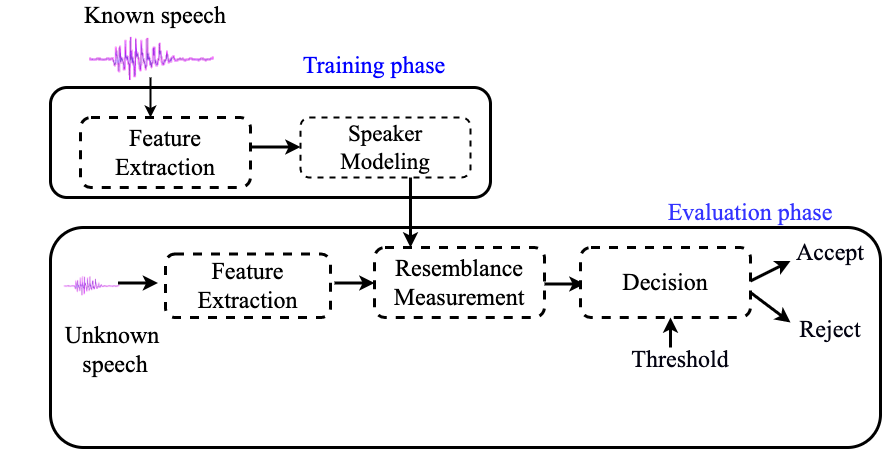 Known speech
Training phase
Feature
Extraction
Speaker
Modeling
Evaluation phase
Feature
Extraction
Resemblance
Measurement
Decision
Accept
Reject
Unknown
speech
Threshold